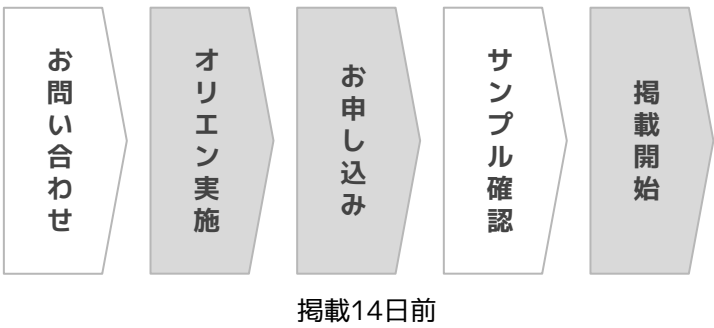 お問い合わせ
オリエン実施
お申し込み
サンプル確認
掲載開始
掲載14日前